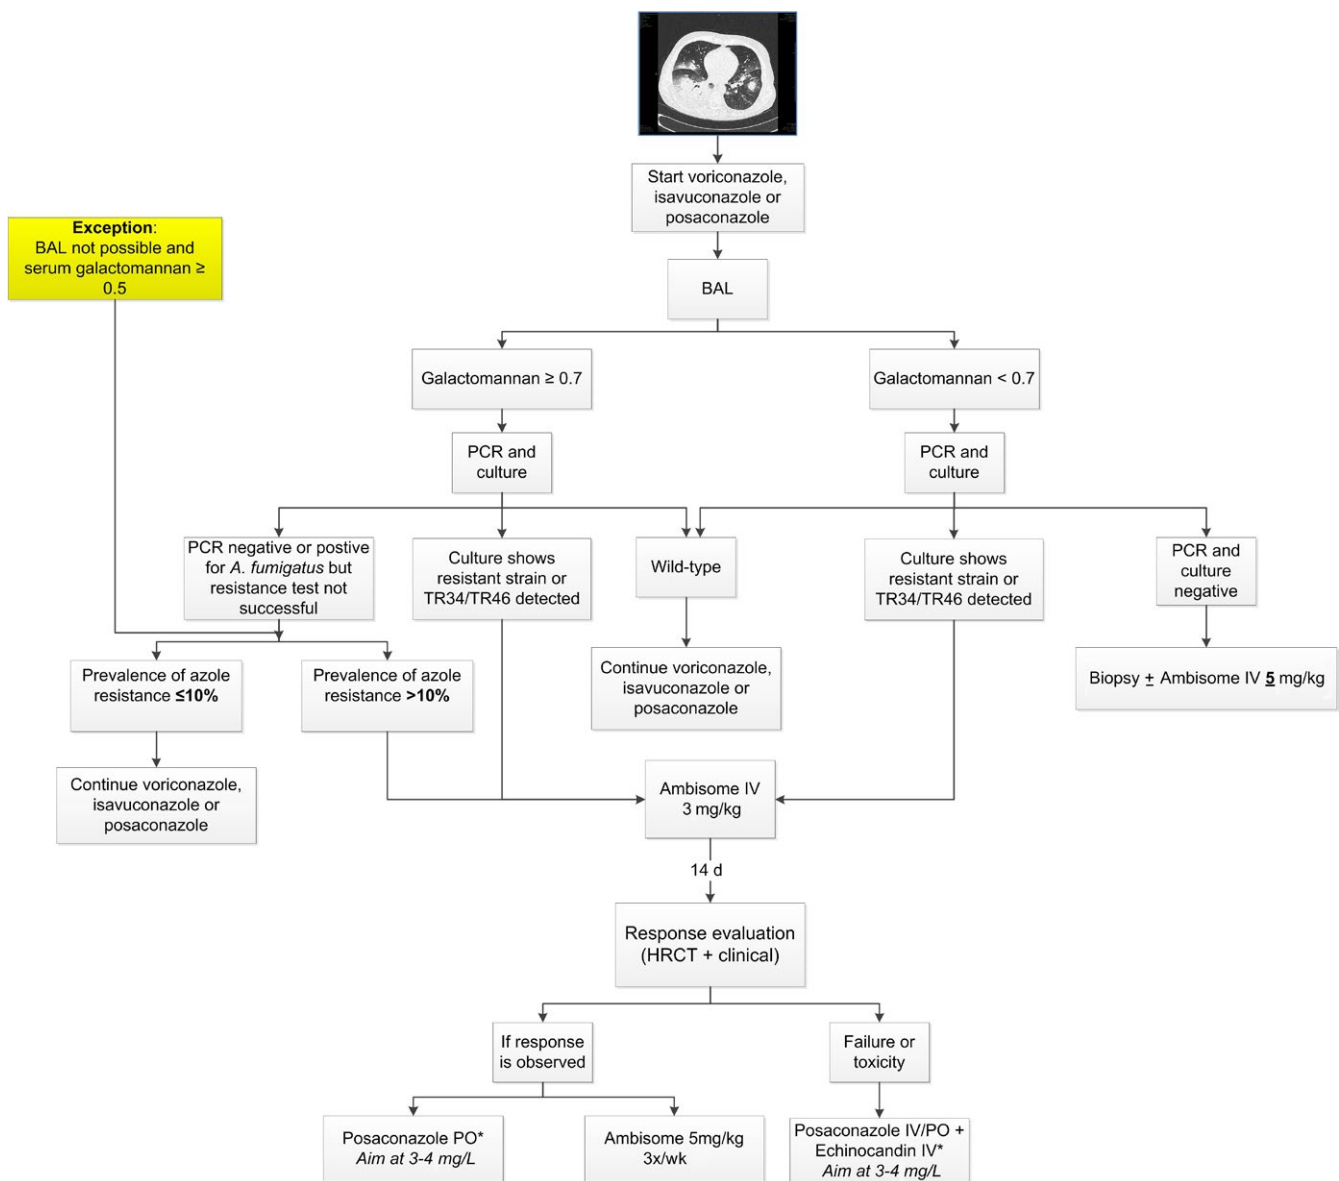 Start voriconazole,
isavuconazole or
posaconazole
Exception:
BAL not possible and
serum galactomannan ≥
0.5
BAL
Galactomannan ≥ 0.7
Galactomannan < 0.7
PCR and
culture
PCR and
culture
PCR negative or postive
for A. fumigatus but
resistance test not
successful
Culture shows
resistant strain or
TR34/TR46 detected
Wild-type
Culture shows
resistant strain or
TR34/TR46 detected
PCR and
culture
negative
Prevalence of azole
resistance ≤10%
Prevalence of azole
resistance >10%
Continue voriconazole,
isavuconazole or
posaconazole
Biopsy ± Ambisome IV 5 mg/kg
Continue voriconazole,
isavuconazole or
posaconazole
Ambisome IV
3 mg/kg
14 d
Response evaluation
(HRCT + clinical)
If response
is observed
Failure or
toxicity
Posaconazole PO*
Aim at 3-4 mg/L
Ambisome 5mg/kg
3x/wk
Posaconazole IV/PO +
Echinocandin IV*
Aim at 3-4 mg/L